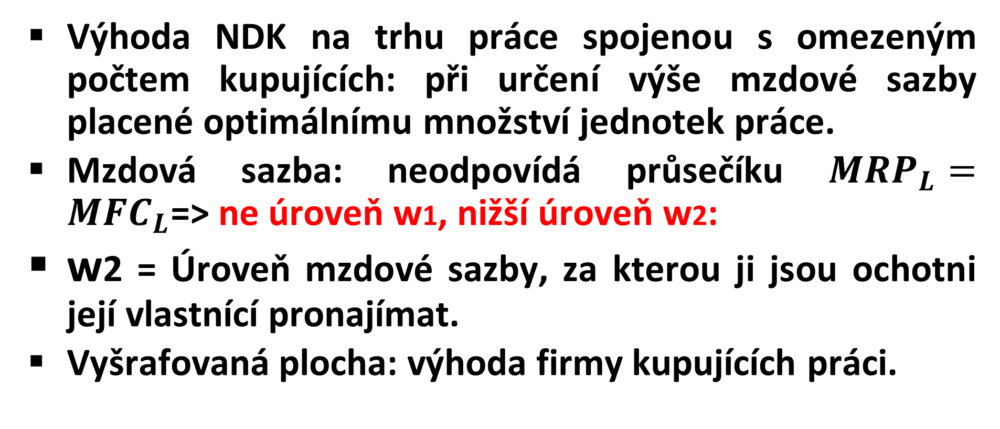 ▪ Výhoda NDK na trhu práce spojenou s omezeným
počtem kupujících: při určení výše mzdové sazby
placené optimálnímu množství jednotek práce.
▪ Mzdová sazba: neodpovídá průsečíku MRP_L =
MFC_L=> ne úroveň w1, nižší úroveň w2:
▪ w2 = Úroveň mzdové sazby, za kterou ji jsou ochotni
její vlastnící pronajímat.
▪ Vyšrafovaná plocha: výhoda firmy kupujících práci.